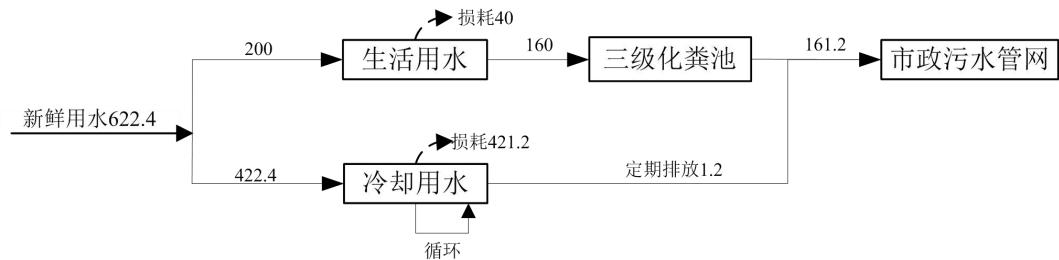 损耗40
200
生活用水
160
三级化粪池
161.2
市政污水管网
新鲜用水622.4
损耗421.2
422.4
冷却用水
定期排放1.2
循环